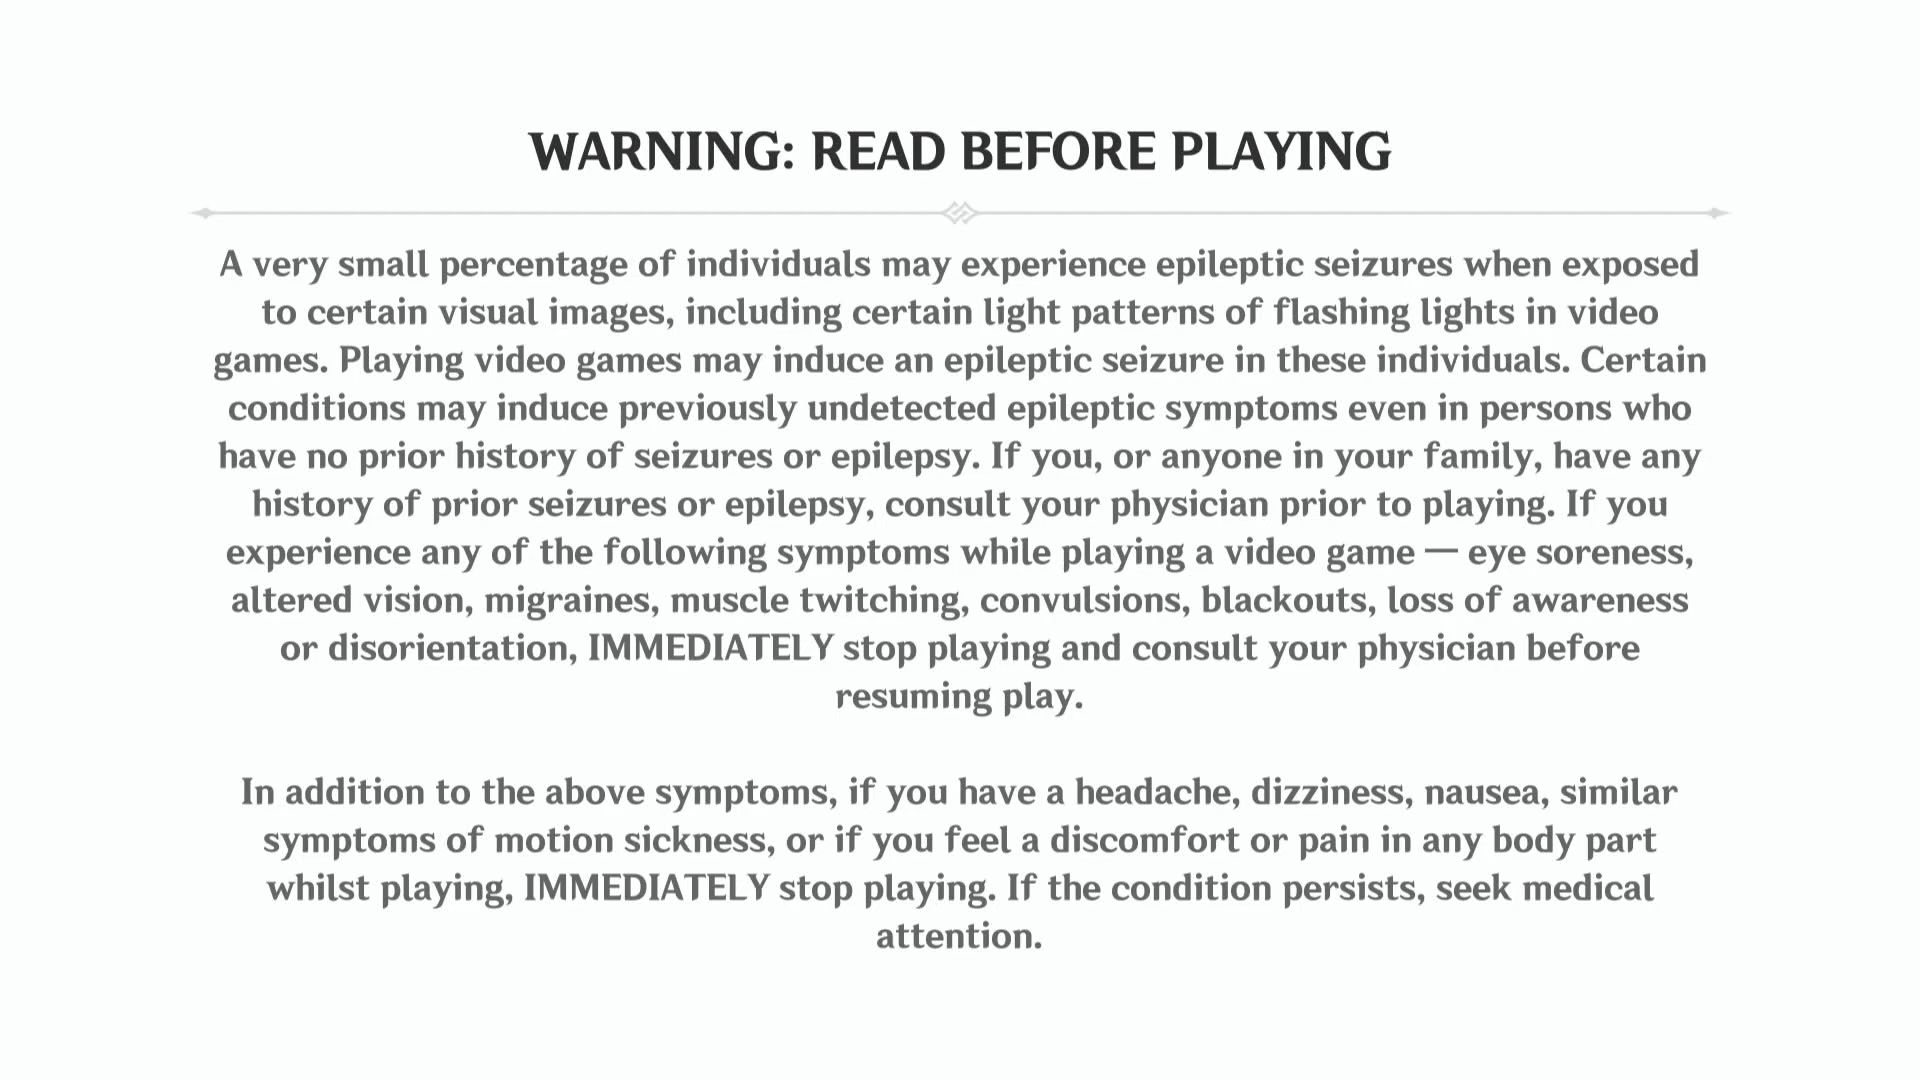 WARNING: READ BEFORE PLAYING
A very small percentage of individuals may experience epileptic seizures when exposed
to certain visual images, including certain light patterns of flashing lights in video
games. Playing video games may induce an epileptic seizure in these individuals. Certain
conditions may induce previously undetected epileptic symptoms even in persons who
have no prior history of seizures or epilepsy. If you, or anyone in your family, have any
history of prior seizures or epilepsy, consult your physician prior to playing. If you
experience any of the following symptoms while playing a video game — eye soreness,
altered vision, migraines, muscle twitching, convulsions, blackouts, loss of awareness
or disorientation, IMMEDIATELY stop playing and consult your physician before
resuming play.
In addition to the above symptoms, if you have a headache, dizziness, nausea, similar
symptoms of motion sickness, or if you feel a discomfort or pain in any body part
whilst playing, IMMEDIATELY stop playing. If the condition persists, seek medical
attention.